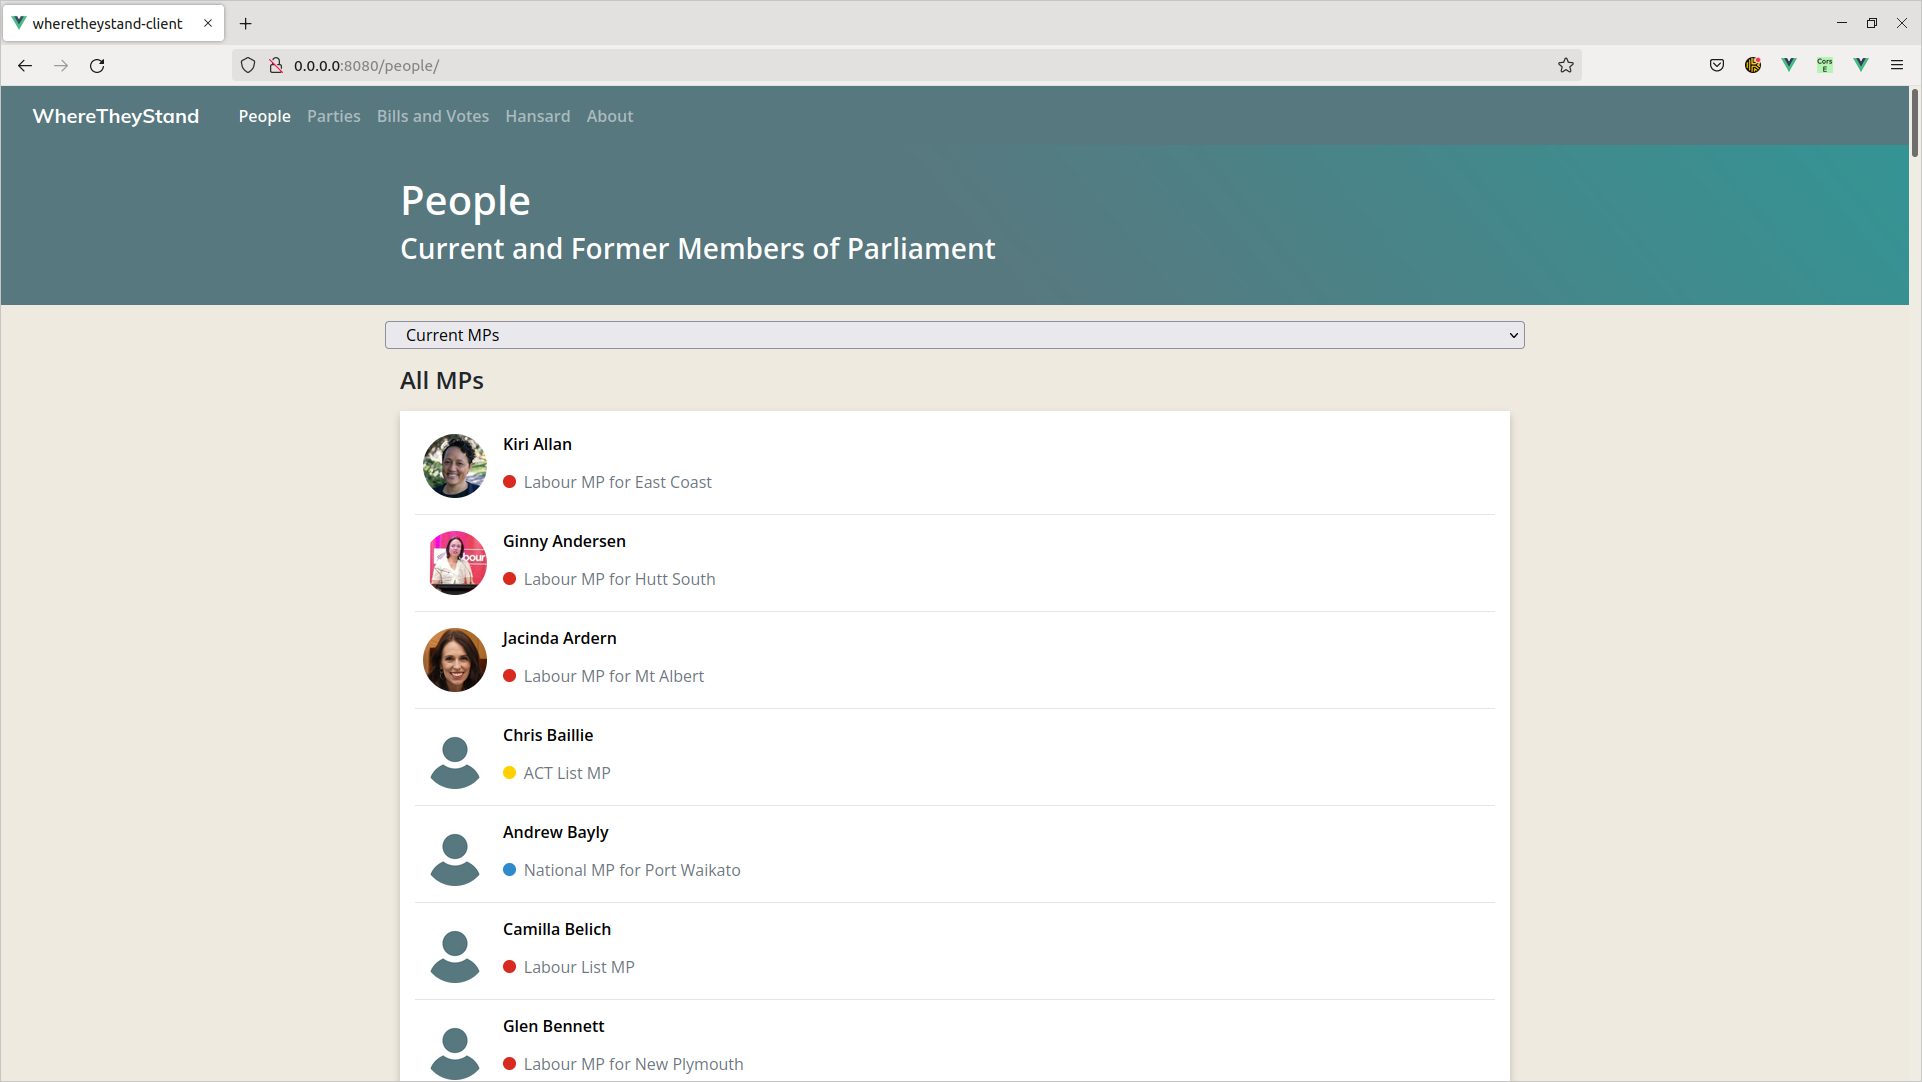 wheretheystand-client
0.0.0.0:8080/people/
Cors
E
WhereTheyStand People Parties Bills and Votes Hansard About
People
Current and Former Members of Parliament
Current MPs
All MPs
Kiri Allan
Labour MP for East Coast
Ginny Andersen
bour
Labour MP for Hutt South
Jacinda Ardern
Labour MP for Mt Albert
Chris Baillie
ACT List MP
Andrew Bayly
National MP for Port Waikato
Camilla Belich
Labour List MP
Glen Bennett
Labour MP for New Plymouth